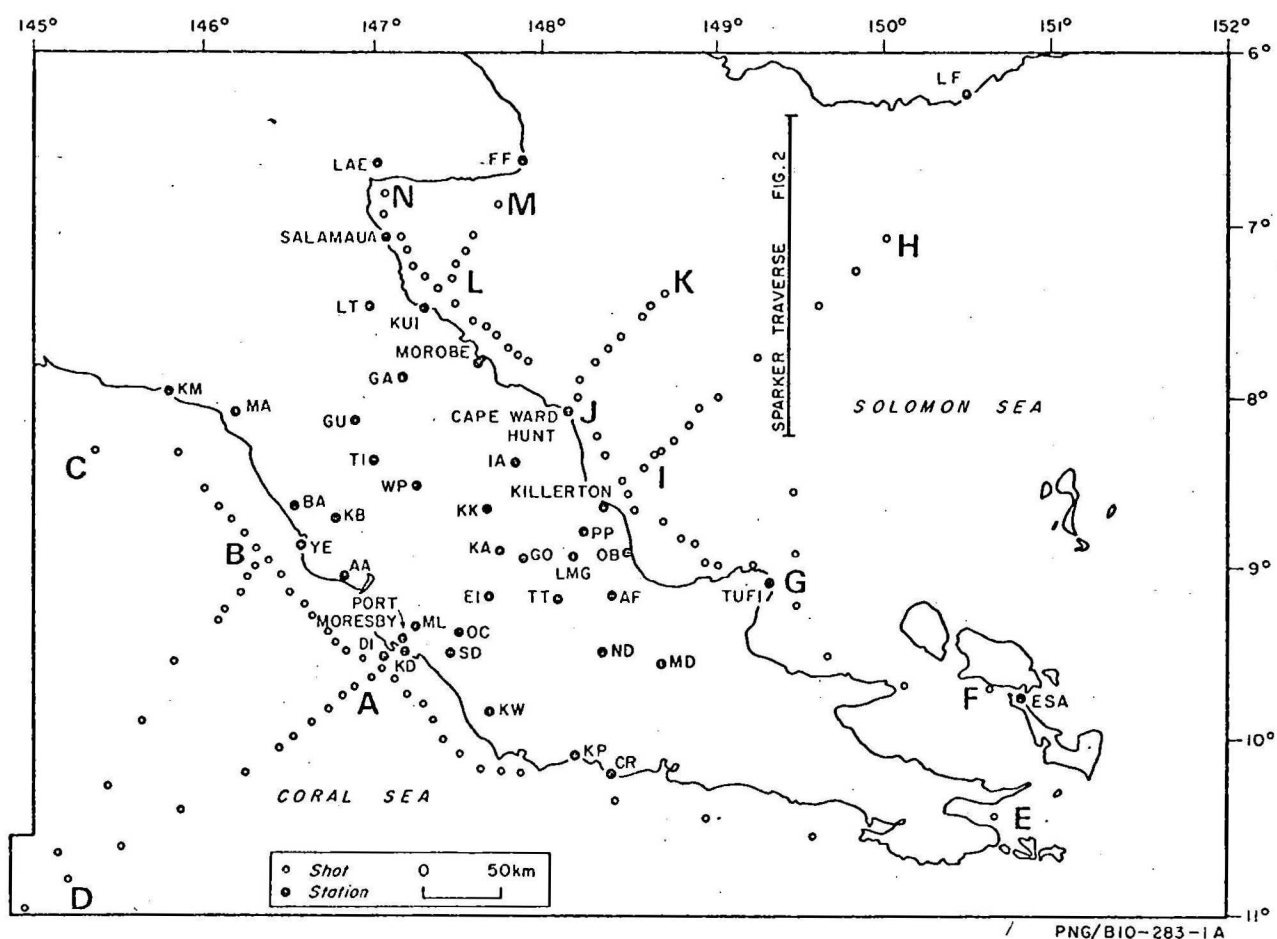 145° 146° 147° 148° 149° 150° 151° 152°
6°
LF
LAE
FF
SPARKER TRAVERSE FIG. 2
N
M
7°
SALAMAUA
H
L
K
LT
KUI
MOROBE
GA
KM
MA
8°
CAPE WARD HUNT
J
SOLOMON SEA
GU
C
TI
IA
I
WP
KILLERTON
BA
KB
KK
PP
B
YE
KA
GO
LMG
OB
9°
AA
TUFI
G
EI
TT
AF
PORT MORESBY
ML
OC
DI
KD
SD
ND
MD
A
F
ESA
KW
10°
KP
CR
CORAL SEA
E
Shot 0 50km
Station
D
11°
PNG/B10-283-1A